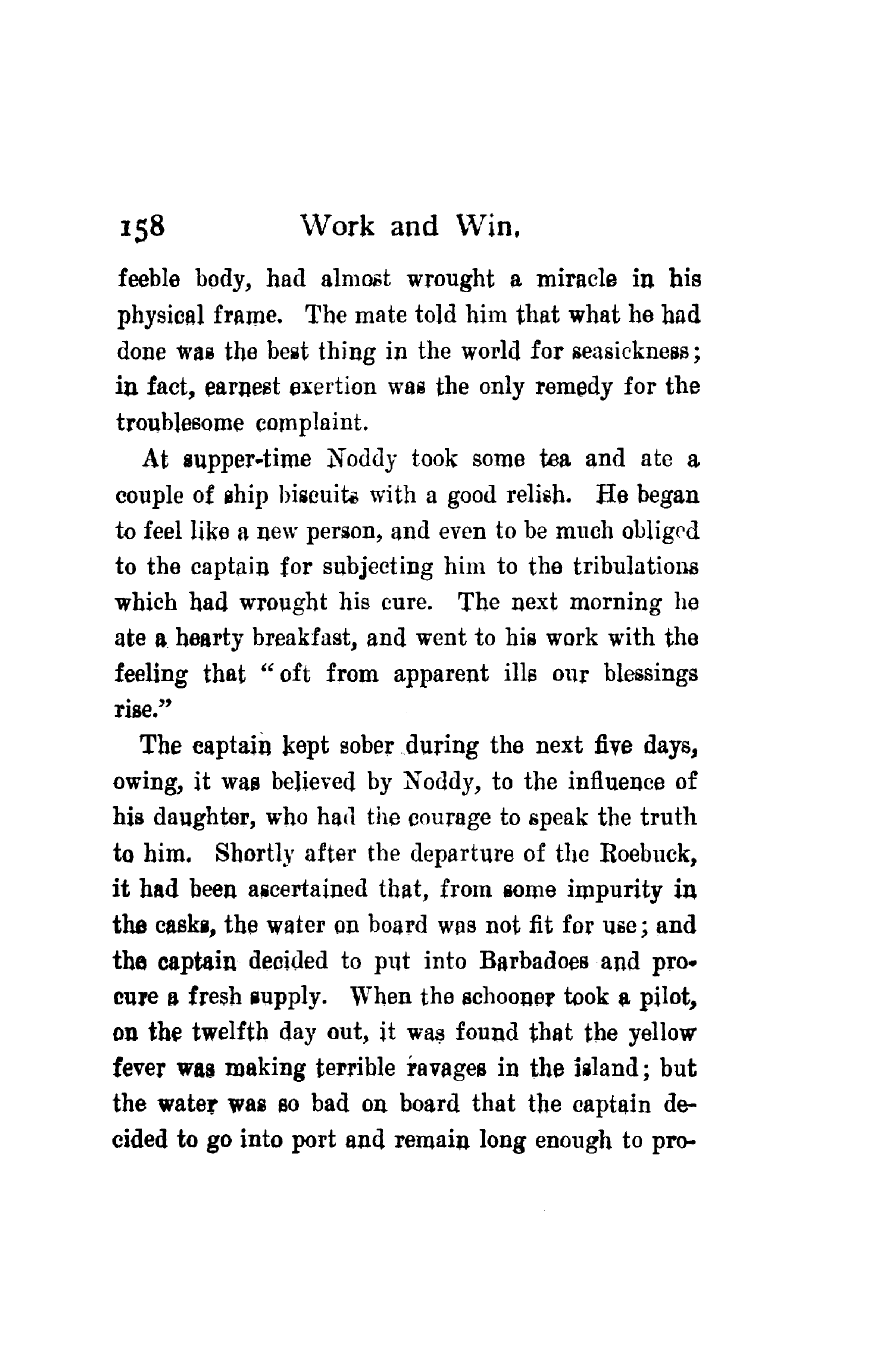 158 Work and Win.
feeble body, had almost wrought a miracle in his
physical frame. The mate told him that what he had
done was the best thing in the world for seasickness;
in fact, earnest exertion was the only remedy for the
troublesome complaint.
At supper-time Noddy took some tea and ate a
couple of ship biscuits with a good relish. He began
to feel like a new person, and even to be much obliged
to the captain for subjecting him to the tribulations
which had wrought his cure. The next morning he
ate a hearty breakfast, and went to his work with the
feeling that “oft from apparent ills our blessings
rise.”
The captain kept sober during the next five days,
owing, it was believed by Noddy, to the influence of
his daughter, who had the courage to speak the truth
to him. Shortly after the departure of the Roebuck,
it had been ascertained that, from some impurity in
the casks, the water on board was not fit for use; and
the captain decided to put into Barbadoes and pro-
cure a fresh supply. When the schooner took a pilot,
on the twelfth day out, it was found that the yellow
fever was making terrible ravages in the island; but
the water was so bad on board that the captain de-
cided to go into port and remain long enough to pro-